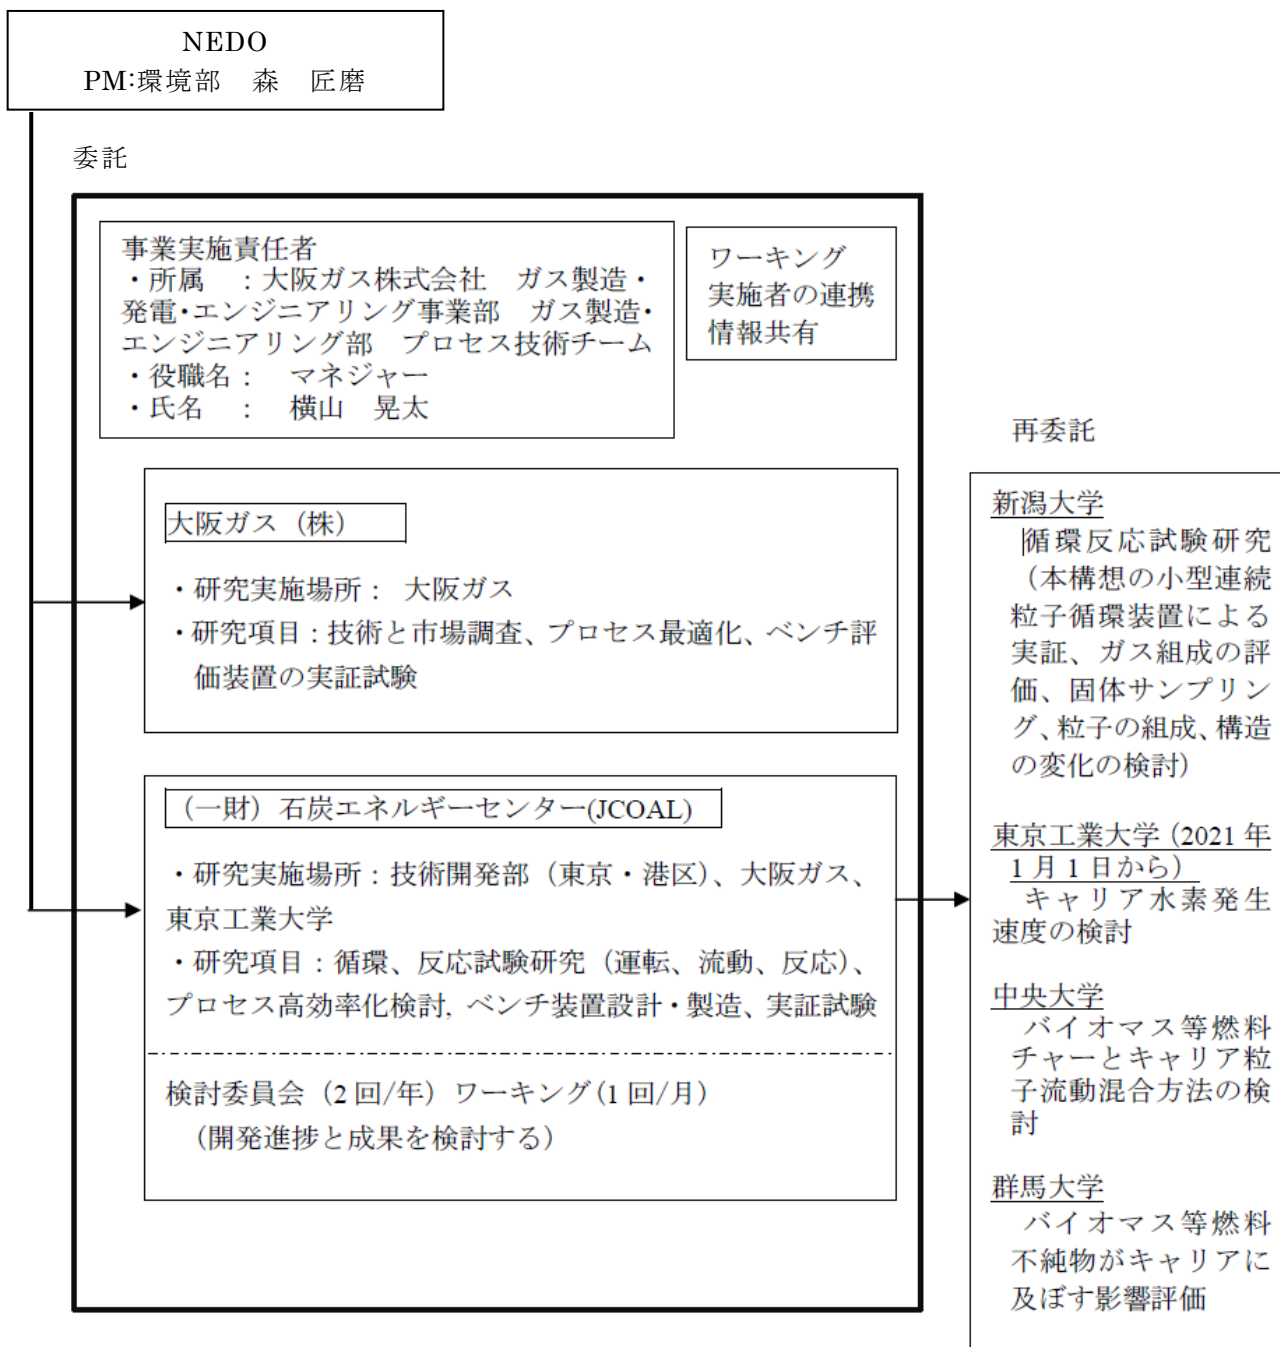 NEDO
PM:環境部　森　匠磨
委託
事業実施責任者
・所属　：大阪ガス株式会社　ガス製造・
発電・エンジニアリング事業部　ガス製造・
エンジニアリング部　プロセス技術チーム
・役職名：　マネジャー
・氏名　：　横山　晃太
ワーキング
実施者の連携
情報共有
大阪ガス（株）
・研究実施場所：　大阪ガス
・研究項目：技術と市場調査、プロセス最適化、ベンチ評
価装置の実証試験
（一財）石炭エネルギーセンター(JCOAL)
・研究実施場所：技術開発部（東京・港区）、大阪ガス、
東京工業大学
・研究項目：循環、反応試験研究（運転、流動、反応）、
プロセス高効率化検討, ベンチ装置設計・製造、実証試験
検討委員会（2 回/年）ワーキング（1 回/月）
（開発進捗と成果を検討する）
再委託
新潟大学
循環反応試験研究
（本構想の小型連続
粒子循環装置による
実証、ガス組成の評
価、固体サンプリン
グ、粒子の組成、構造
の変化の検討）
東京工業大学（2021 年
1 月 1 日から）
キャリア水素発生
速度の検討
中央大学
バイオマス等燃料
チャーとキャリア粒
子流動混合方法の検
討
群馬大学
バイオマス等燃料
不純物がキャリアに
及ぼす影響評価